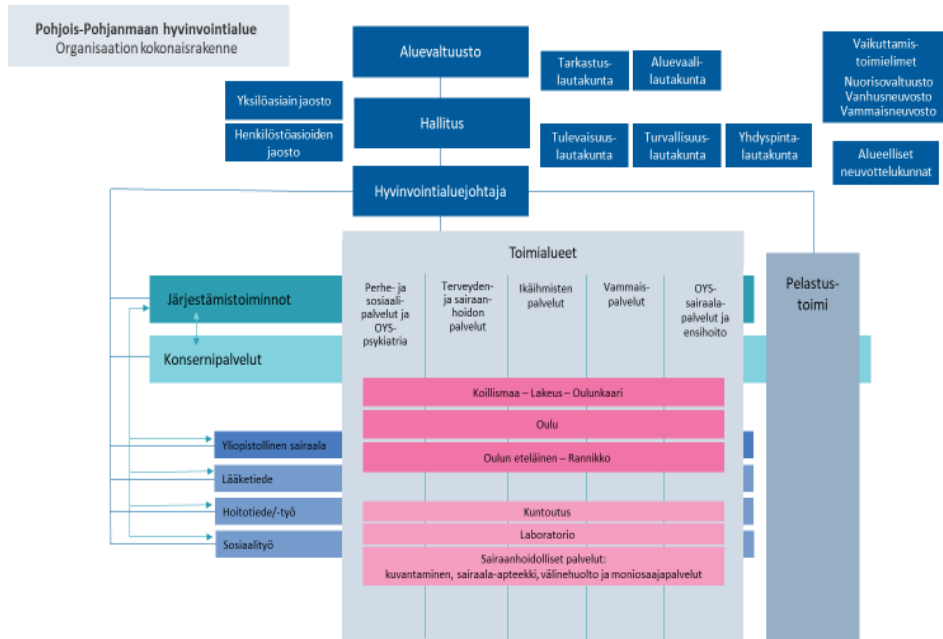 Pohjois-Pohjanmaan hyvinvointialue
Organisaation kokonaisrakenne
Aluevaltuusto
Tarkastus-
lautakunta
Aluevaali-
lautakunta
Vaikuttamis-
toimielimet
Nuorisovaltuusto
Vanhusneuvosto
Vammaisneuvosto
Yksilöasiain jaosto
Henkilöstöasioiden
jaosto
Hallitus
Tulevaisuus-
lautakunta
Turvallisuus-
lautakunta
Yhdyspinta-
lautakunta
Alueelliset
neuvottelukunnat
Hyvinvointialuejohtaja
Toimialueet
Järjestämistoiminnot
Konsernipalvelut
Perhe- ja
sosiaali-
palvelut ja
OYS-
psykiatria
Terveyden-
ja sairaan-
hoidon
palvelut
Ikäihmisten
palvelut
Vammais-
palvelut
OYS-
sairaala-
palvelut ja
ensihoito
Pelastus-
toimi
Koillismaa – Lakeus – Oulunkaari
Oulu
Oulun eteläinen – Rannikko
Yliopistollinen sairaala
Lääketiede
Hoitotiede/-työ
Sosiaalityö
Kuntoutus
Laboratorio
Sairaanhoidolliset palvelut:
kuvantaminen, sairaala-apteekki, välinehuolto ja moniosaajapalvelut